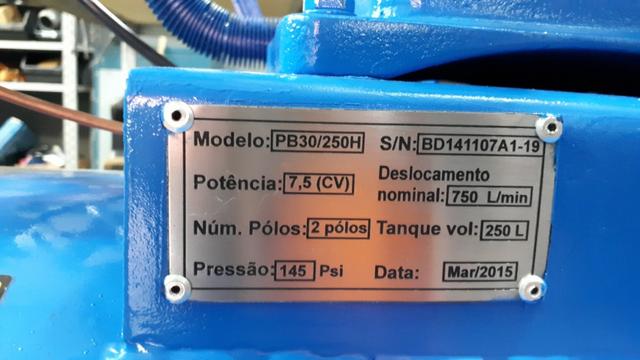 Modelo: PB30/250H S/N: BD141107A1-19
Potência: 7,5 (CV) Deslocamento
nominal: 750 L/min
Núm. Pólos: 2 pólos Tanque vol: 250 L
Pressão: 145 Psi Data: Mar/2015